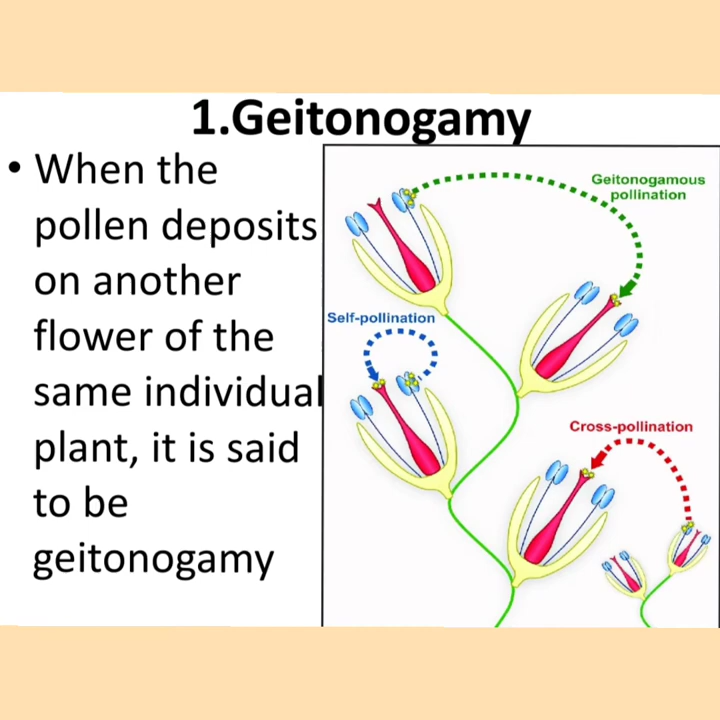 1.Geitonogamy
• When the
pollen deposits
on another
flower of the
same individual
plant, it is said
to be
geitonogamy
Geitonogamous
pollination
Self-pollination
Cross-pollination